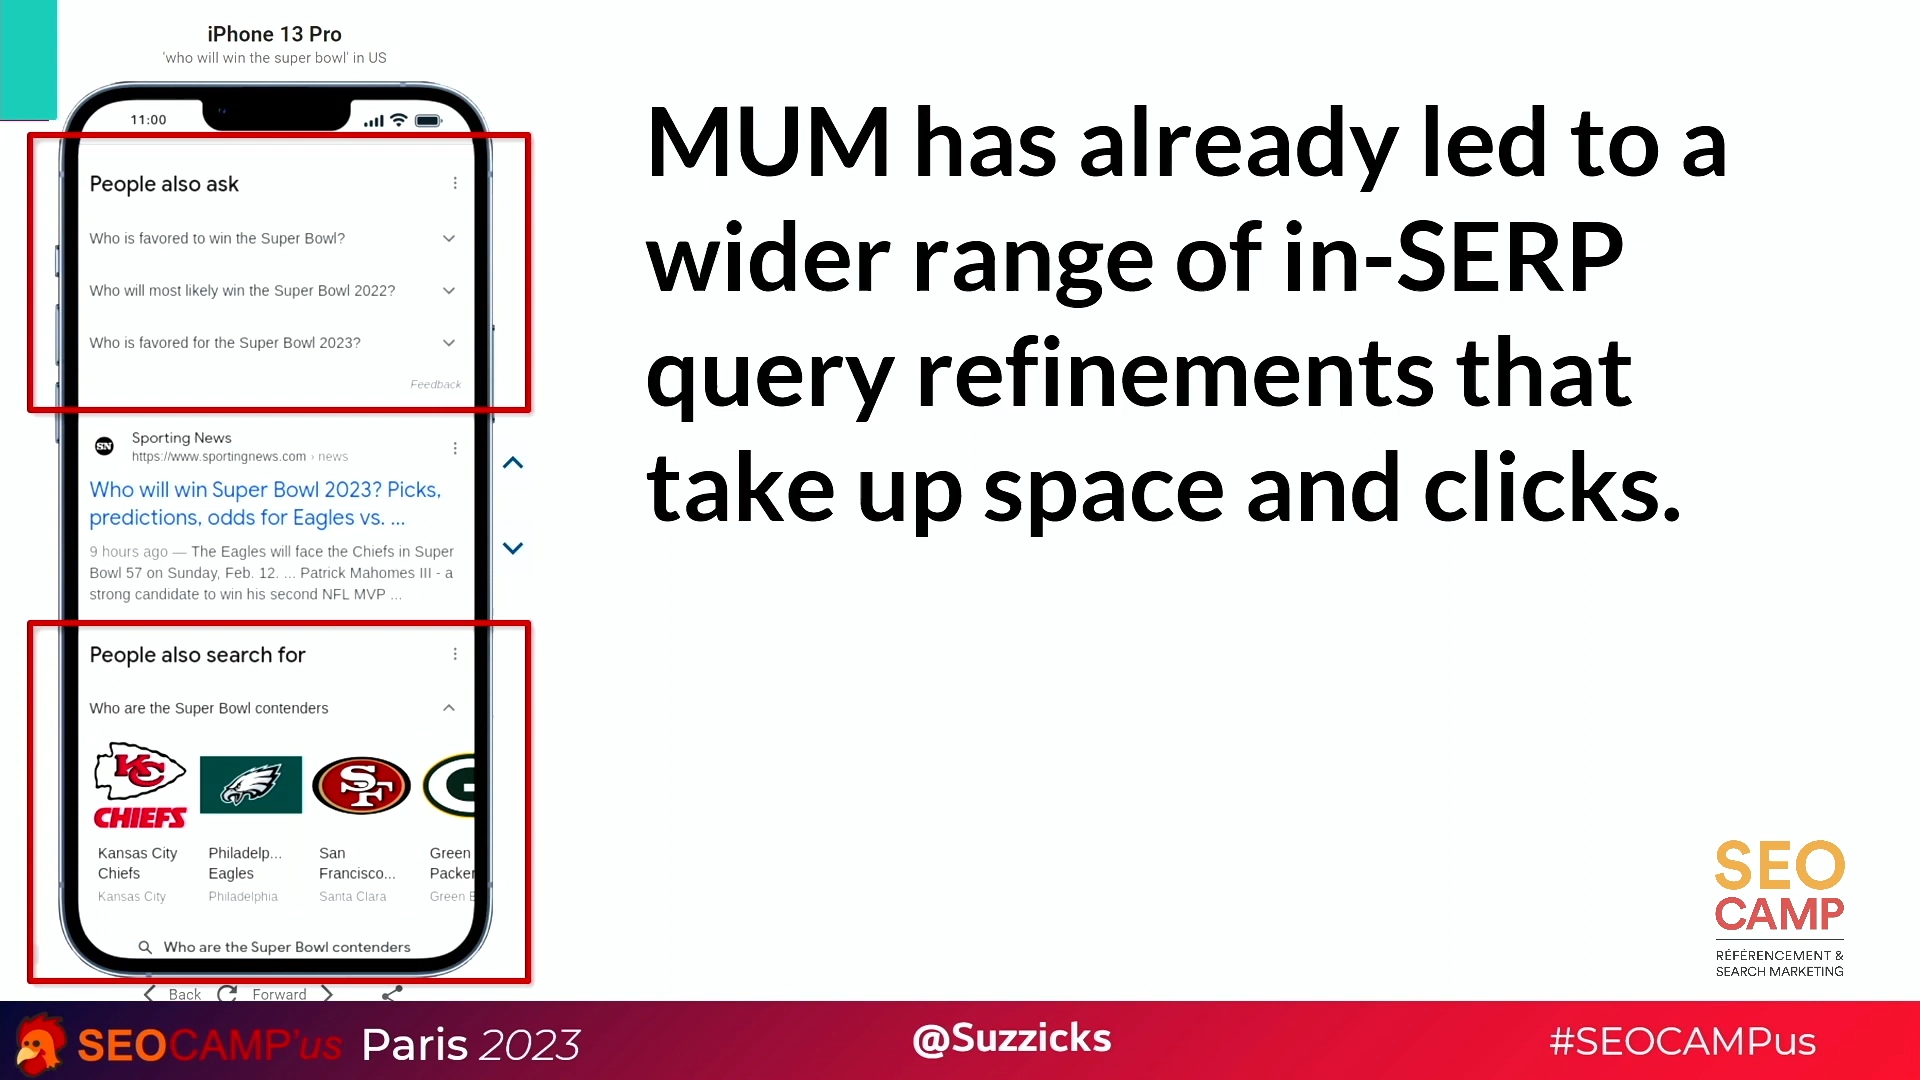 iPhone 13 Pro
'who will win the super bowl' in US
11:00
People also ask
Who is favored to win the Super Bowl?
Who will most likely win the Super Bowl 2022?
Who is favored for the Super Bowl 2023?
Feedback
SN
Sporting News
https://www.sportingnews.com › news
Who will win Super Bowl 2023? Picks,
predictions, odds for Eagles vs. ...
9 hours ago — The Eagles will face the Chiefs in Super
Bowl 57 on Sunday, Feb. 12. ... Patrick Mahomes III - a
strong candidate to win his second NFL MVP ...
People also search for
Who are the Super Bowl contenders
KC
CHIEFS
SF
G
Kansas City
Chiefs
Kansas City
Philadelp...
Eagles
Philadelphia
San
Francisco...
Santa Clara
Green
Packer
Green B
Who are the Super Bowl contenders
Back
Forward
MUM has already led to a
wider range of in-SERP
query refinements that
take up space and clicks.
SEO
CAMP
RÉFÉRENCEMENT &
SEARCH MARKETING
SEOCAMP'us Paris 2023
@Suzzicks
#SEOCAMPus